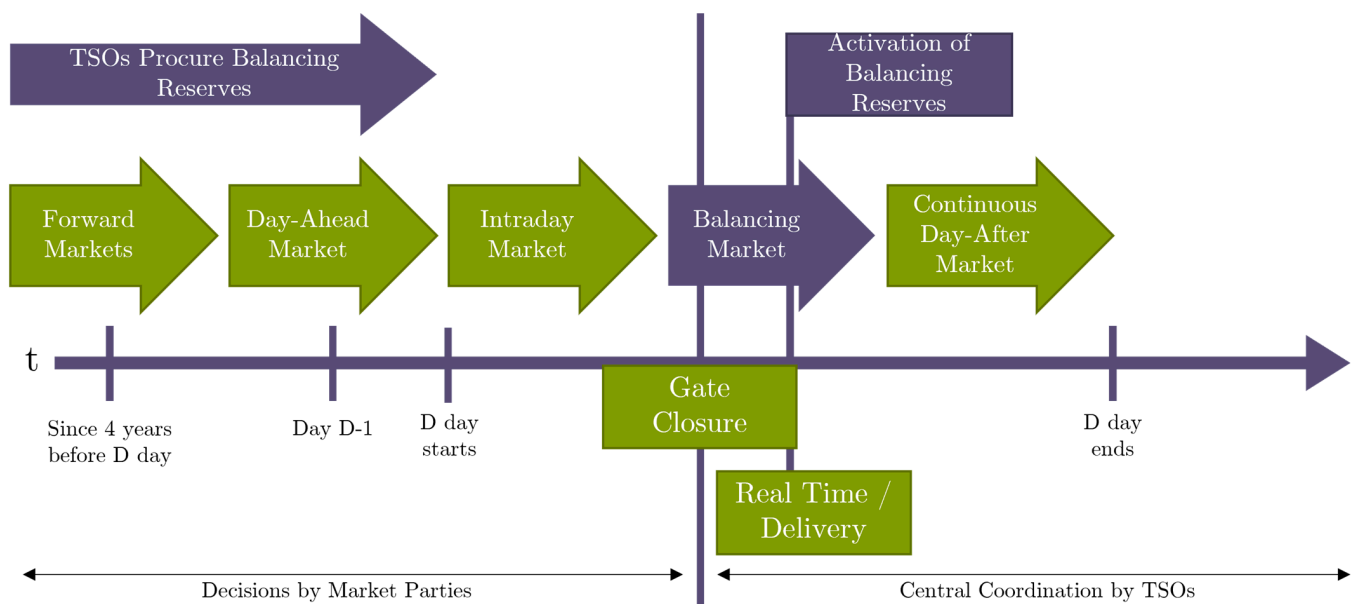 TSOs Procure Balancing
Reserves
Activation of
Balancing
Reserves
Forward
Markets
Day-Ahead
Market
Intraday
Market
Balancing
Market
Continuous
Day-After
Market
t
Since 4 years
before D day
Day D-1
D day
starts
Gate
Closure
D day
ends
Real Time /
Delivery
Decisions by Market Parties
Central Coordination by TSOs